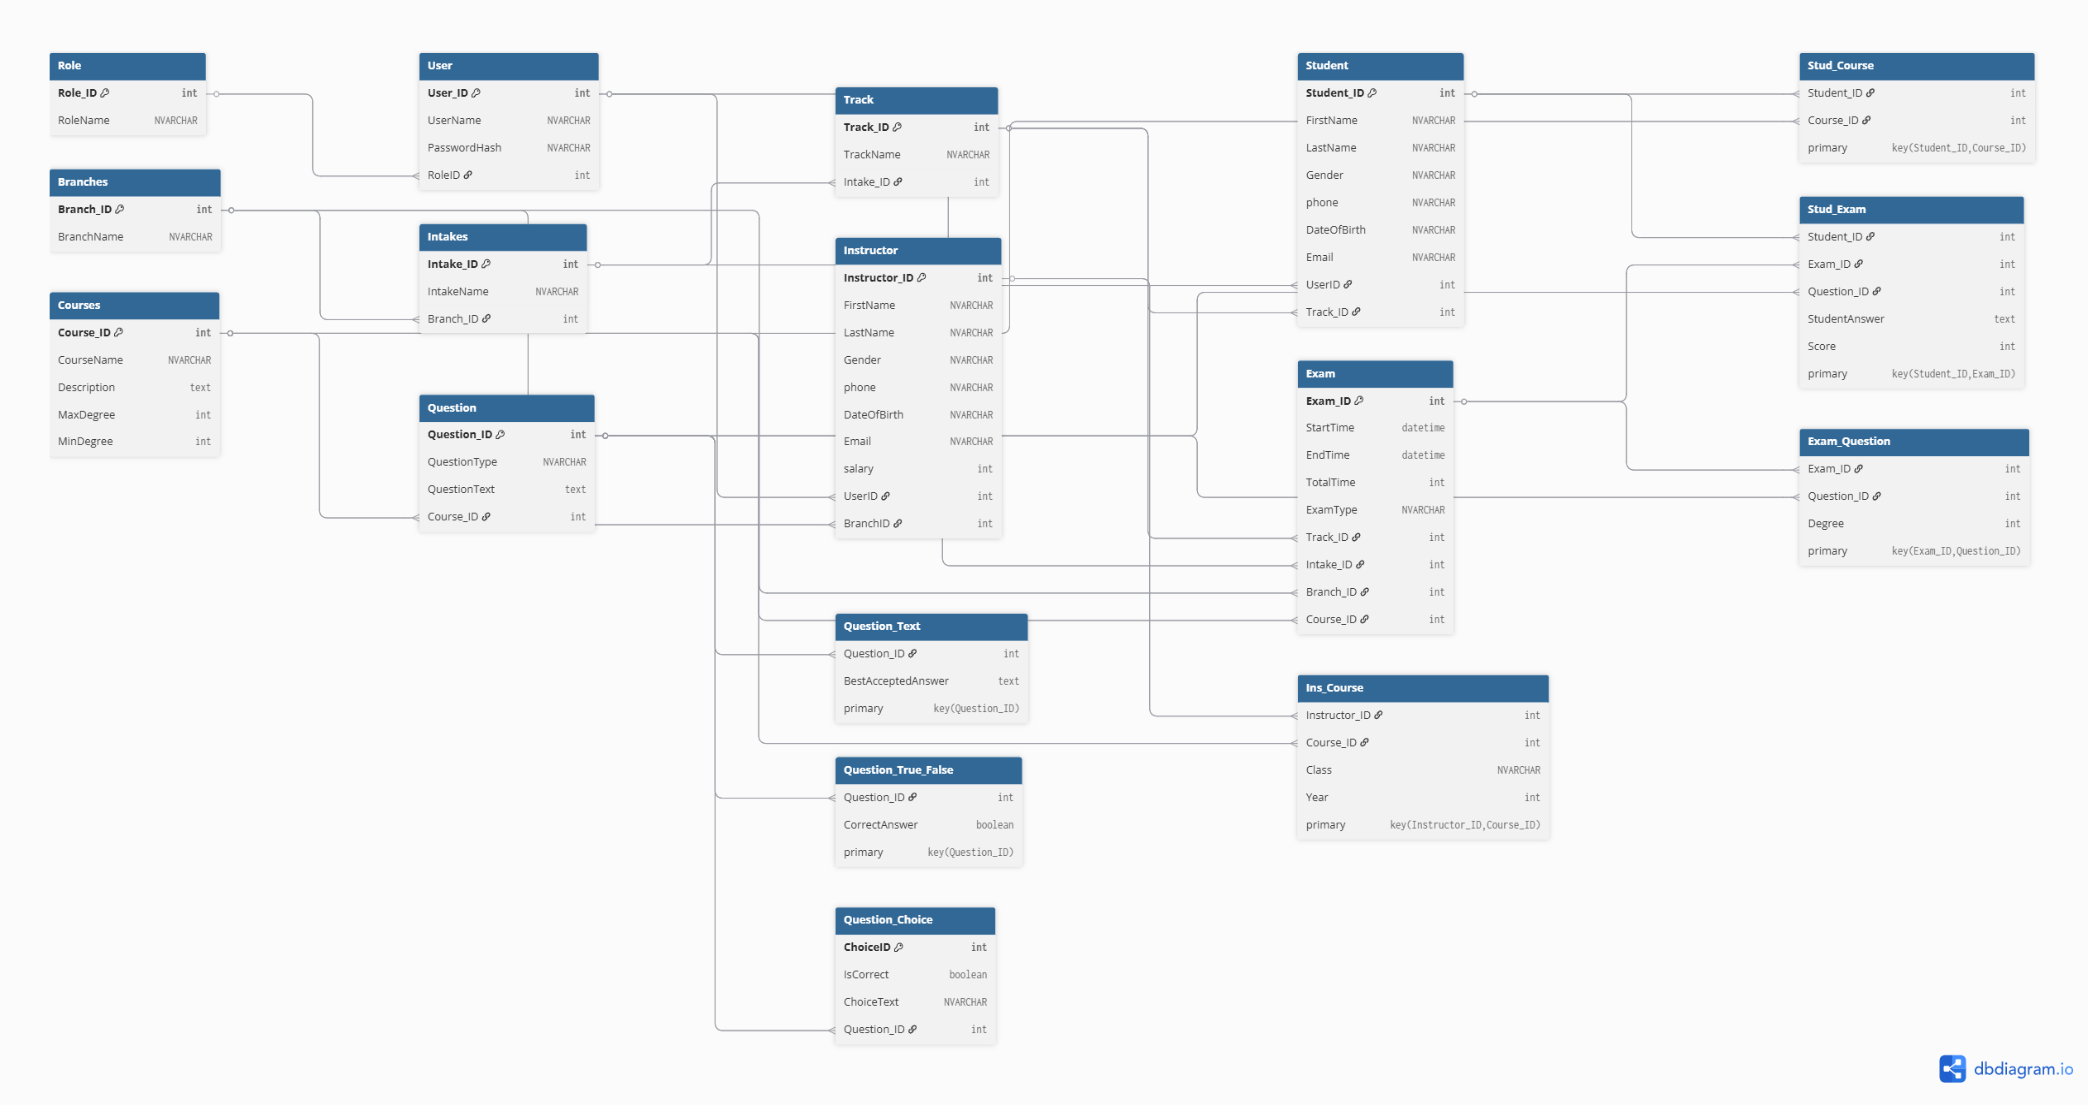 Role
Role_ID int
RoleName NVARCHAR
Branches
Branch_ID int
BranchName NVARCHAR
Courses
Course_ID int
CourseName NVARCHAR
Description text
MaxDegree int
MinDegree int
User
User_ID int
UserName NVARCHAR
PasswordHash NVARCHAR
RoleID int
Intakes
Intake_ID int
IntakeName NVARCHAR
Branch_ID int
Question
Question_ID int
QuestionType NVARCHAR
QuestionText text
Course_ID int
Track
Track_ID int
TrackName NVARCHAR
Intake_ID int
Instructor
Instructor_ID int
FirstName NVARCHAR
LastName NVARCHAR
Gender NVARCHAR
phone NVARCHAR
DateOfBirth NVARCHAR
Email NVARCHAR
salary int
UserID int
BranchID int
Question_Text
Question_ID int
BestAcceptedAnswer text
primary key(Question_ID)
Question_True_False
Question_ID int
CorrectAnswer boolean
primary key(Question_ID)
Question_Choice
ChoiceID int
IsCorrect boolean
ChoiceText NVARCHAR
Question_ID int
Student
Student_ID int
FirstName NVARCHAR
LastName NVARCHAR
Gender NVARCHAR
phone NVARCHAR
DateOfBirth NVARCHAR
Email NVARCHAR
UserID int
Track_ID int
Exam
Exam_ID int
StartTime datetime
EndTime datetime
TotalTime int
ExamType NVARCHAR
Track_ID int
Intake_ID int
Branch_ID int
Course_ID int
Ins_Course
Instructor_ID int
Course_ID int
Class NVARCHAR
Year int
primary key(Instructor_ID,Course_ID)
Stud_Course
Student_ID int
Course_ID int
primary key(Student_ID,Course_ID)
Stud_Exam
Student_ID int
Exam_ID int
Question_ID int
StudentAnswer text
Score int
primary key(Student_ID,Exam_ID)
Exam_Question
Exam_ID int
Question_ID int
Degree int
primary key(Exam_ID,Question_ID)
dbdiagram.io